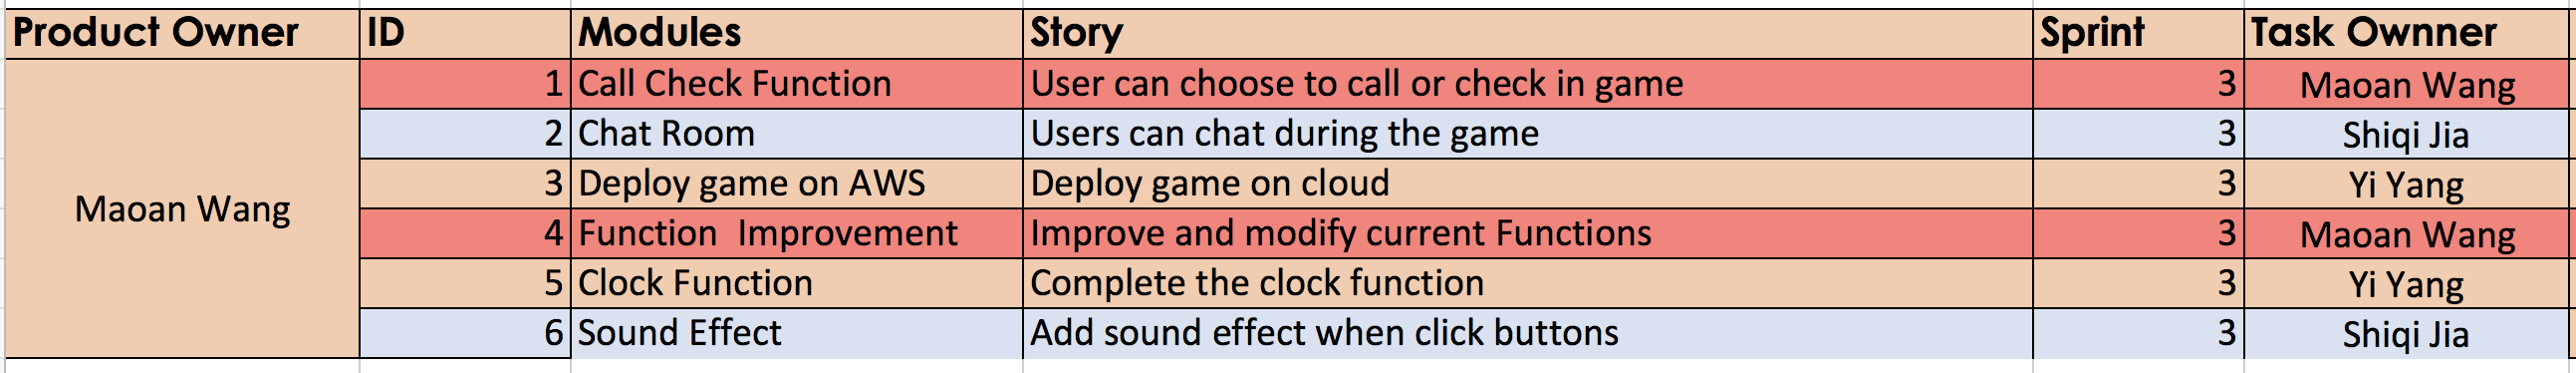 Product Owner ID Modules Story Sprint Task Ownner
1 Call Check Function User can choose to call or check in game 3 Maoan Wang
2 Chat Room Users can chat during the game 3 Shiqi Jia
3 Deploy game on AWS Deploy game on cloud 3 Yi Yang
Maoan Wang
4 Function  Improvement Improve and modify current Functions 3 Maoan Wang
5 Clock Function Complete the clock function 3 Yi Yang
6 Sound Effect Add sound effect when click buttons 3 Shiqi Jia